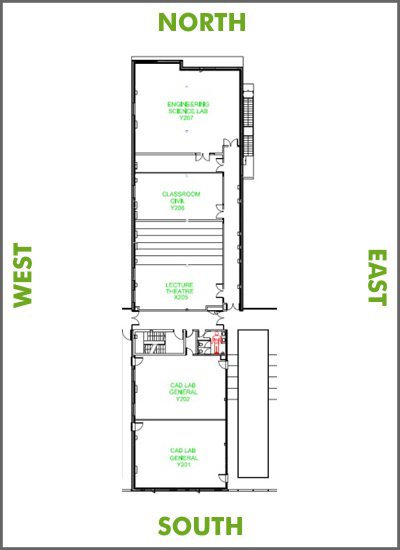 NORTH
ENGINEERING
SCIENCE LAB
Y207
CLASSROOM
CIVIL
Y206
WEST
EAST
LECTURE
THEATRE
X205
CAD LAB
GENERAL
Y202
CAD LAB
GENERAL
Y201
SOUTH